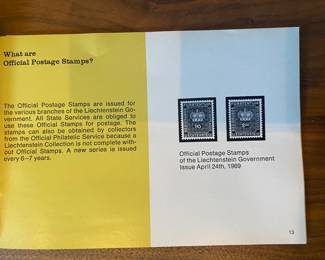 What are
Official Postage Stamps?
The Official Postage Stamps are issued for
the various branches of the Liechtenstein Go-
vernment. All State Services are obliged to
use these Official Stamps for postage. The
stamps can also be obtained by collectors
from the Official Philatelic Service because a
Liechtenstein Collection is not complete with-
out Official Stamps. A new series is issued
every 6–7 years.
Official Postage Stamps
of the Liechtenstein Government
Issue April 24th, 1969
13